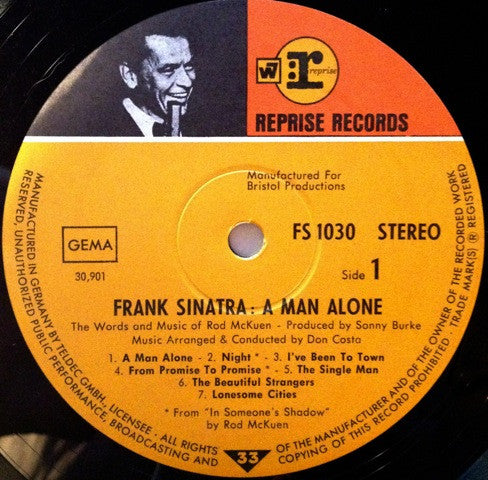 W
r
reprise
REPRISE RECORDS
Manufactured For
Bristol Productions
GEMA
30,901
FS 1030 STEREO
Side 1
FRANK SINATRA: A MAN ALONE
The Words and Music of Rod McKuen - Produced by Sonny Burke
Music Arranged & Conducted by Don Costa
1. A Man Alone - 2. Night * - 3. I've Been To Town
4. From Promise To Promise * - 5. The Single Man
6. The Beautiful Strangers
7. Lonesome Cities
* From "In Someone's Shadow"
by Rod McKuen
33
MANUFACTURED IN GERMANY BY TELDEC GMBH., LICENSEE · ALL RIGHTS
RESERVED, UNAUTHORIZED PUBLIC PERFORMANCE, BROADCASTING AND
OF THE MANUFACTURER AND OF THE OWNER OF THE RECORDED WORK
COPYING OF THIS RECORD PROHIBITED · TRADE MARK(S) ® REGISTERED